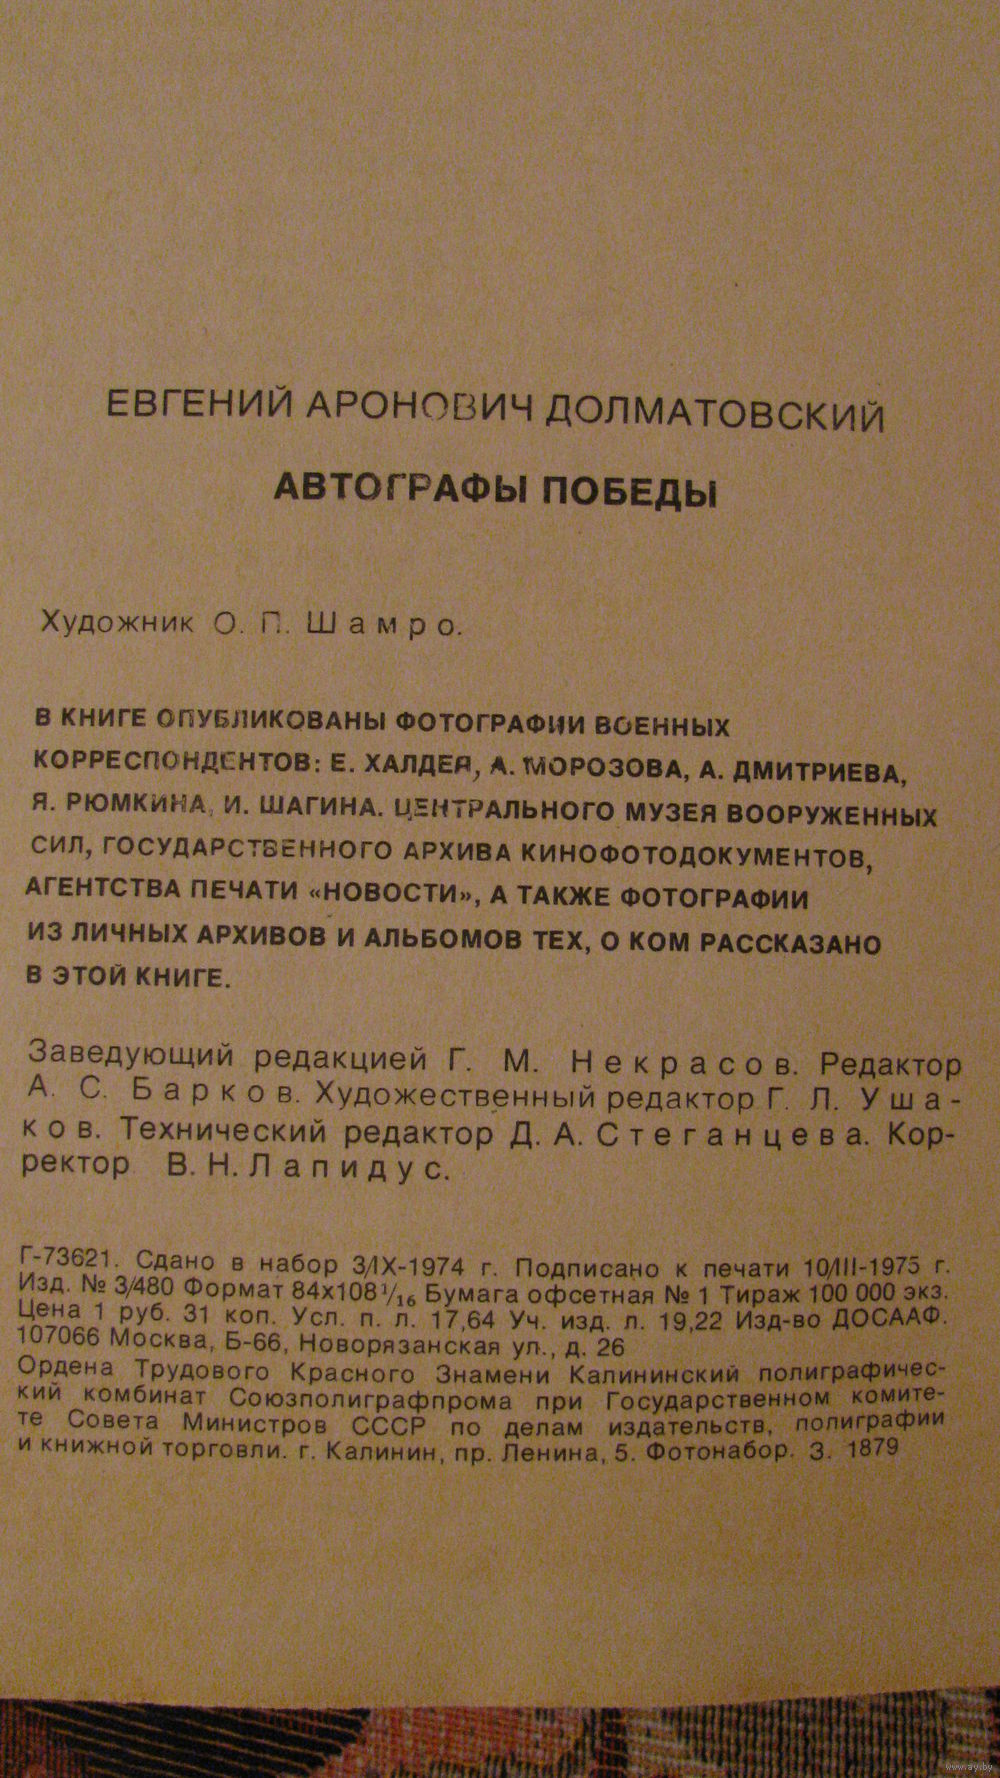 ЕВГЕНИЙ АРОНОВИЧ ДОЛМАТОВСКИЙ
АВТОГРАФЫ ПОБЕДЫ
Художник О. П. Шамро.
В КНИГЕ ОПУБЛИКОВАНЫ ФОТОГРАФИИ ВОЕННЫХ
КОРРЕСПОНДЕНТОВ: Е. ХАЛДЕЯ, А. МОРОЗОВА, А. ДМИТРИЕВА,
Я. РЮМКИНА, И. ШАГИНА. ЦЕНТРАЛЬНОГО МУЗЕЯ ВООРУЖЕННЫХ
СИЛ, ГОСУДАРСТВЕННОГО АРХИВА КИНОФОТОДОКУМЕНТОВ,
АГЕНТСТВА ПЕЧАТИ «НОВОСТИ», А ТАКЖЕ ФОТОГРАФИИ
ИЗ ЛИЧНЫХ АРХИВОВ И АЛЬБОМОВ ТЕХ, О КОМ РАССКАЗАНО
В ЭТОЙ КНИГЕ.
Заведующий редакцией Г. М. Некрасов. Редактор
А. С. Барков. Художественный редактор Г. Л. Уша-
ков. Технический редактор Д. А. Стеганцева. Кор-
ректор В. Н. Лапидус.
Г-73621. Сдано в набор 3/IX-1974 г. Подписано к печати 10/III-1975 г.
Изд. № 3/480 Формат 84x108 1/16 Бумага офсетная № 1 Тираж 100 000 экз.
Цена 1 руб. 31 коп. Усл. п. л. 17,64 Уч. изд. л. 19,22 Изд-во ДОСААФ.
107066 Москва, Б-66, Новорязанская ул., д. 26
Ордена Трудового Красного Знамени Калининский полиграфичес-
кий комбинат Союзполиграфпрома при Государственном комите-
те Совета Министров СССР по делам издательств, полиграфии
и книжной торговли. г. Калинин, пр. Ленина, 5. Фотонабор. З. 1879
www.ay.by